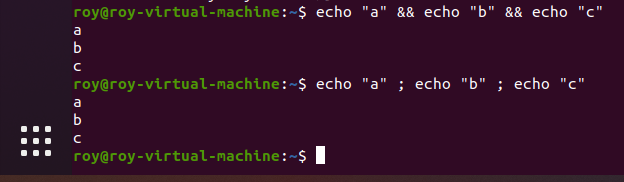 roy@roy-virtual-machine:~$ echo "a" && echo "b" && echo "c"
a
b
c
roy@roy-virtual-machine:~$ echo "a" ; echo "b" ; echo "c"
a
b
c
roy@roy-virtual-machine:~$